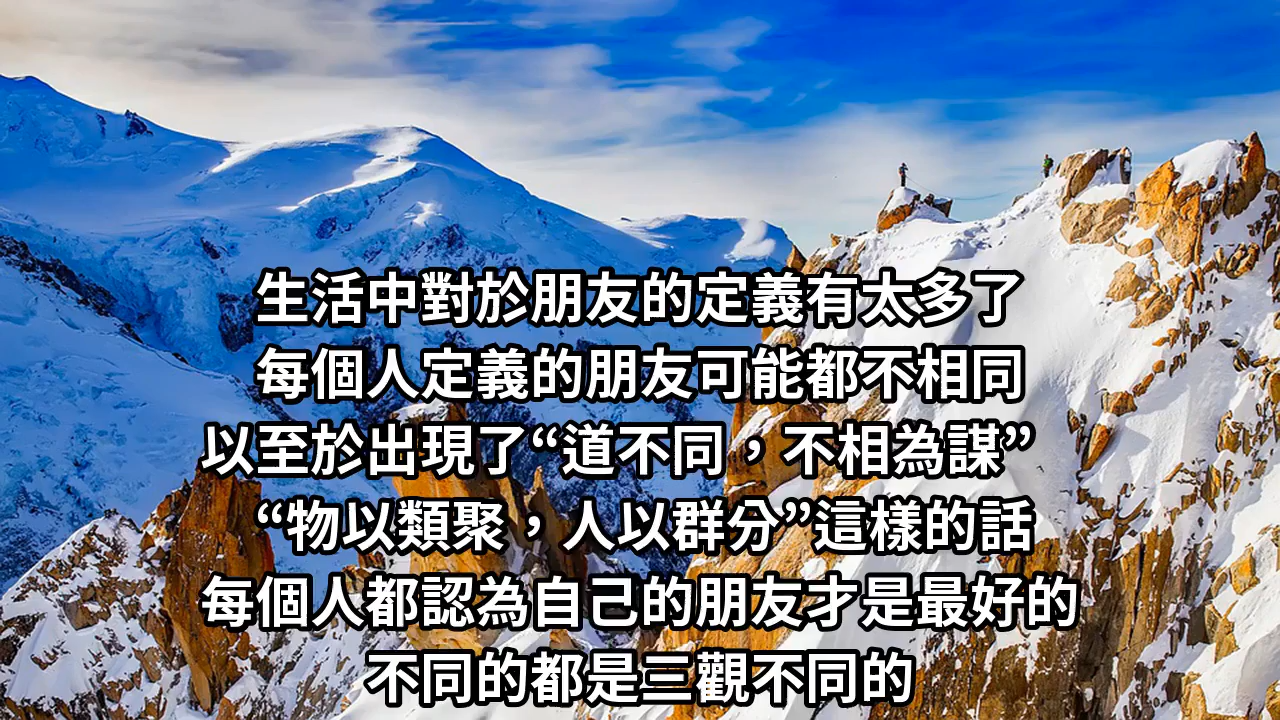 生活中對於朋友的定義有太多了
每個人定義的朋友可能都不相同
以至於出現了“道不同，不相為謀”
“物以類聚，人以群分”這樣的話
每個人都認為自己的朋友才是最好的
不同的都是三觀不同的